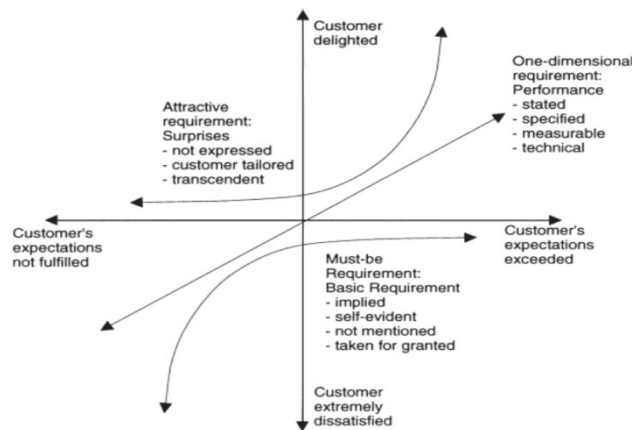 Customer
delighted
One-dimensional
requirement:
Performance
- stated
- specified
- measurable
- technical
Attractive
requirement:
Surprises
- not expressed
- customer tailored
- transcendent
Customer's
expectations
not fulfilled
Customer's
expectations
exceeded
Must-be
Requirement:
Basic Requirement
- implied
- self-evident
- not mentioned
- taken for granted
Customer
extremely
dissatisfied